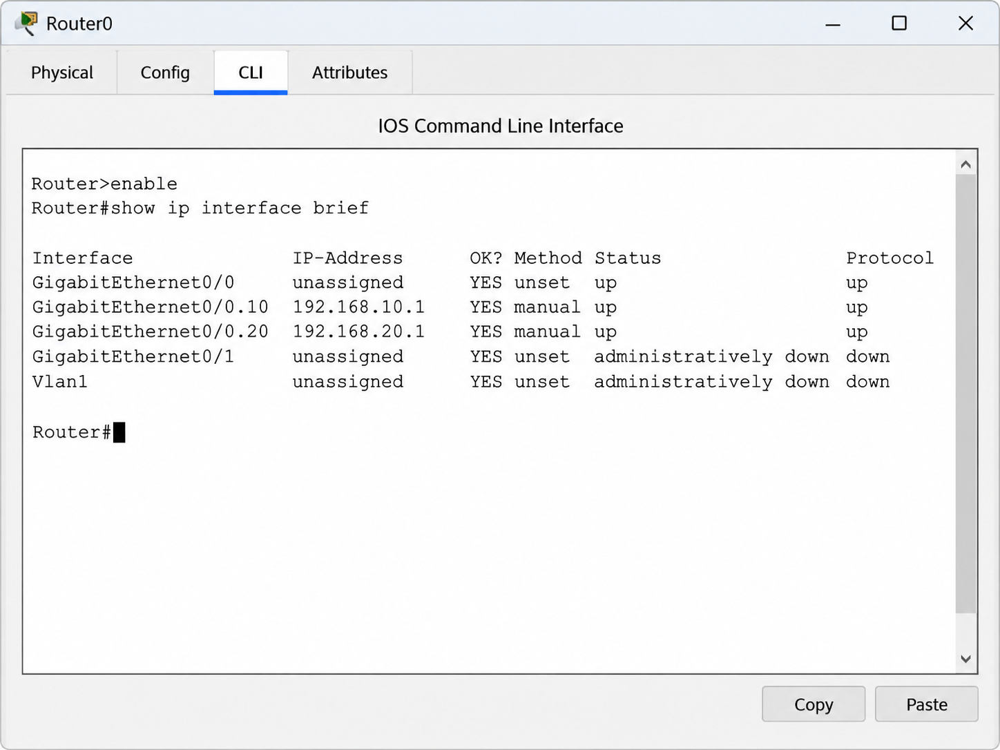 Router0
Physical Config CLI Attributes
IOS Command Line Interface
Router>enable
Router#show ip interface brief
Interface IP-Address OK? Method Status Protocol
GigabitEthernet0/0 unassigned YES unset up up
GigabitEthernet0/0.10 192.168.10.1 YES manual up up
GigabitEthernet0/0.20 192.168.20.1 YES manual up up
GigabitEthernet0/1 unassigned YES unset administratively down down
Vlan1 unassigned YES unset administratively down down
Router#
Copy Paste